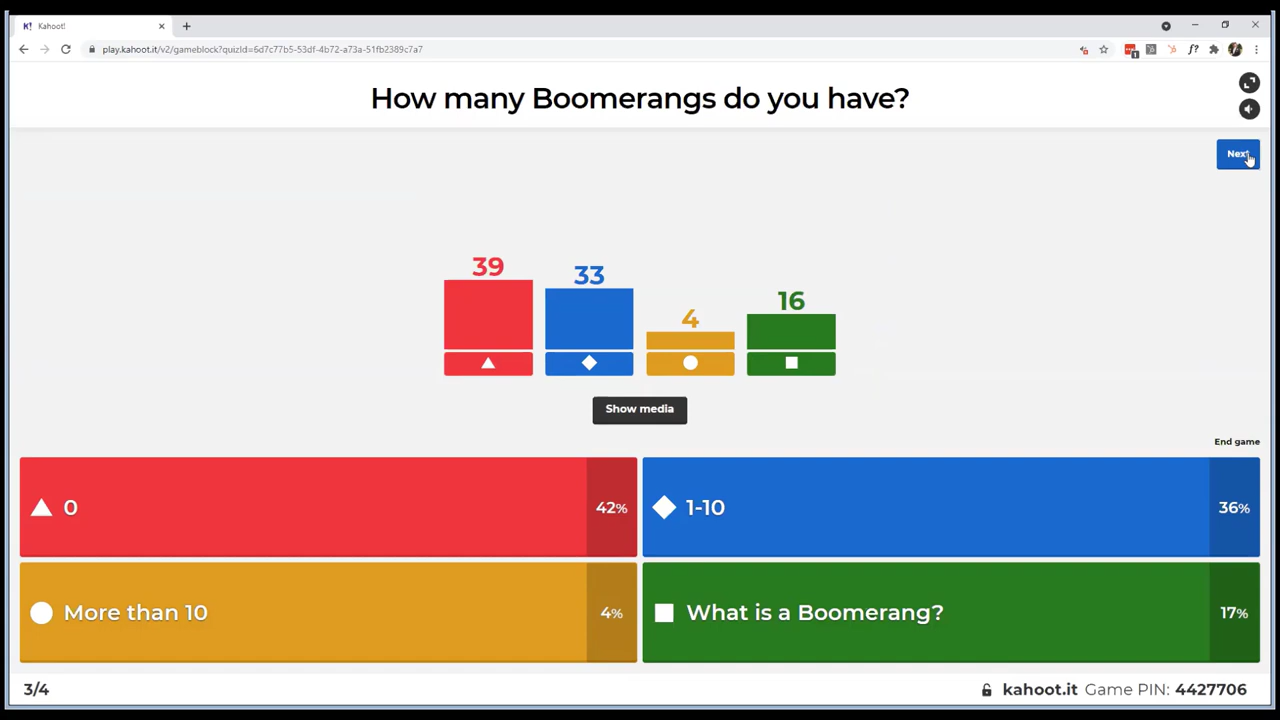 Kahoot!
play.kahoot.it/v2/gameblock?quizId=6d7c77b5-53df-4b72-a73a-51fb2389c7a7
How many Boomerangs do you have?
Next
39
33
4
16
Show media
End game
0
42%
1-10
36%
More than 10
4%
What is a Boomerang?
17%
3/4
kahoot.it Game PIN: 4427706